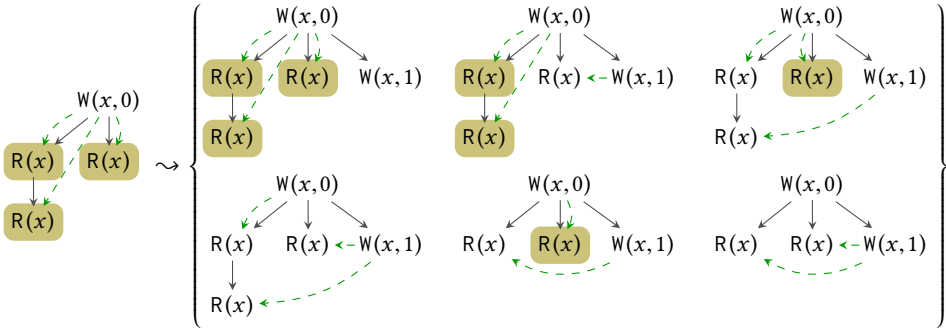 W(x,0)
R(x) R(x)
R(x)
⤳
W(x,0) W(x,0) W(x,0)
R(x) R(x) W(x,1) R(x) R(x) W(x,1) R(x) R(x) W(x,1)
R(x) R(x) R(x)
W(x,0) W(x,0) W(x,0)
R(x) R(x) W(x,1) R(x) R(x) W(x,1) R(x) R(x) W(x,1)
R(x)